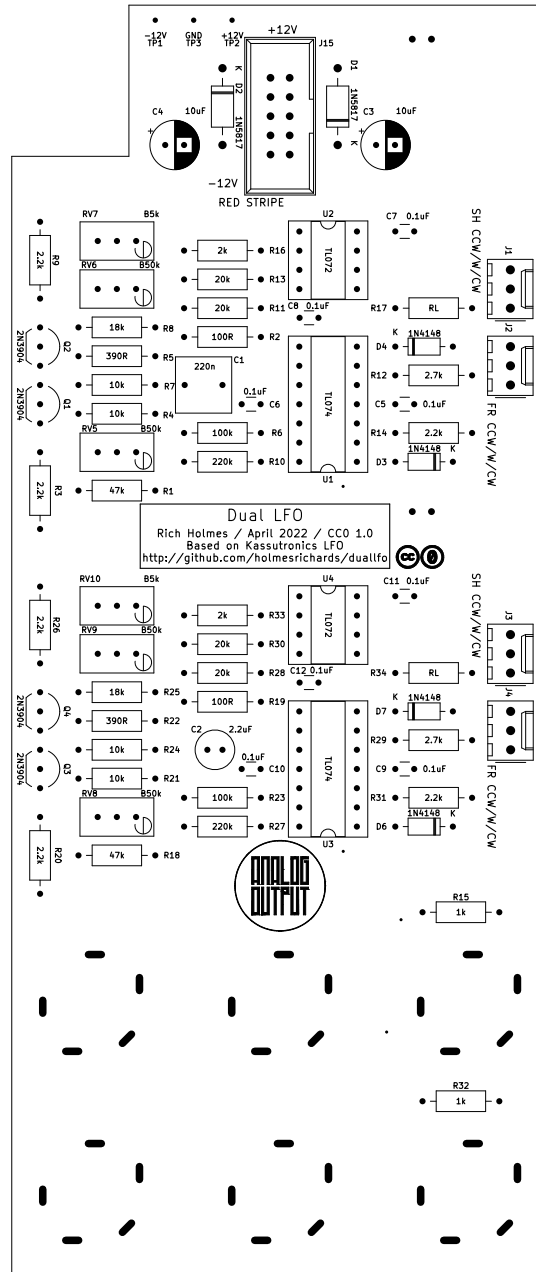 -12V GND +12V
TP1 TP3 TP2
+12V
J15
K
D2
1N5817
D1
1N5817
K
C4 10uF
C3 10uF
-12V
RED STRIPE
RV7 B5k
RV6 B50k
2.2k R9
2k R16
20k R13
20k R11
100R R2
U2
TL072
C7 0.1uF
C8 0.1uF
SH CCW/W/CW
J1
R17 RL
J2
2N3904 Q2
18k R8
390R R5
2N3904 Q1
10k R7
10k R4
220n C1
0.1uF C6
K 1N4148
D4
R12 2.7k
C5 0.1uF
R14 2.2k
1N4148 K
D3
FR CCW/W/CW
RV5 B50k
100k R6
220k R10
TL074
U1
2.2k R3
47k R1
Dual LFO
Rich Holmes / April 2022 / CC0 1.0
Based on Kassutronics LFO
http://github.com/holmesrichards/duallfo
cc 0
RV10 B5k
RV9 B50k
2.2k R26
2k R33
20k R30
20k R28
100R R19
U4
TL072
C11 0.1uF
C12 0.1uF
SH CCW/W/CW
J3
R34 RL
J4
2N3904 Q4
18k R25
390R R22
2N3904 Q3
10k R24
10k R21
C2 2.2uF
0.1uF C10
K 1N4148
D7
R29 2.7k
C9 0.1uF
R31 2.2k
1N4148 K
D6
FR CCW/W/CW
RV8 B50k
100k R23
220k R27
TL074
U3
2.2k R20
47k R18
ANALOG
OUTPUT
R15
1k
R32
1k